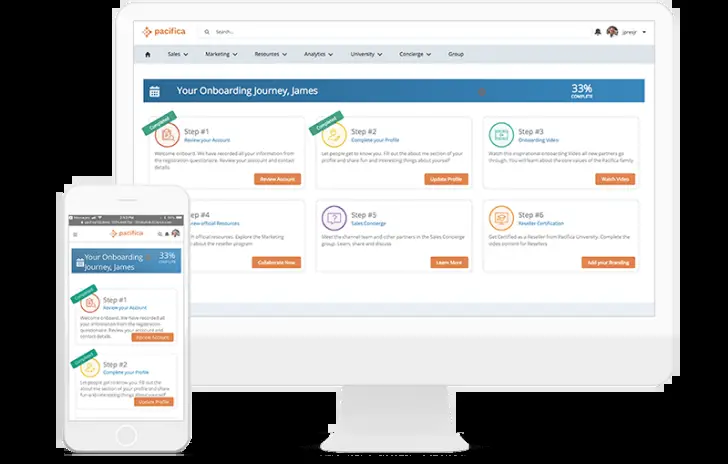 pacifica
Search...
jamesjr
Sales
Marketing
Resources
Analytics
University
Concierge
Group
Your Onboarding Journey, James
33%
COMPLETE
Completed
Step #1
Review your Account
Welcome onboard. We have recorded all your information from
the registration questionnaire. Review your account and contact
details.
Review Account
Completed
Step #2
Complete your Profile
Let people get to know you. Fill out the about me section of your
profile and share fun and interesting things about yourself
Update Profile
Step #3
Onboarding Video
Watch this inspirational onboarding Video all new partners go
through. You will learn about the core values of the Pacifica family
Watch Video
#4
new official Resources
official resources. Explore the Marketing
about the reseller program
Collaborate Now
Step #5
Sales Concierge
Meet the channel team and other partners in the Sales Concierge
group. Learn, share and discuss
Learn More
Step #6
Reseller Certification
Get Certified as a Reseller from Pacifica University. Complete the
video content for Resellers
Add your Branding
pacifica
Your Onboarding
Journey, James
33%
COMPLETE
Completed
Step #1
Review your Account
Welcome onboard. We have recorded all
your information from the registration
questionnaire. Review your account and
contact details.
Review Account
Completed
Step #2
Complete your Profile
Let people get to know you. Fill out the
about me section of your profile and share
fun and interesting things about yourself
Update Profile